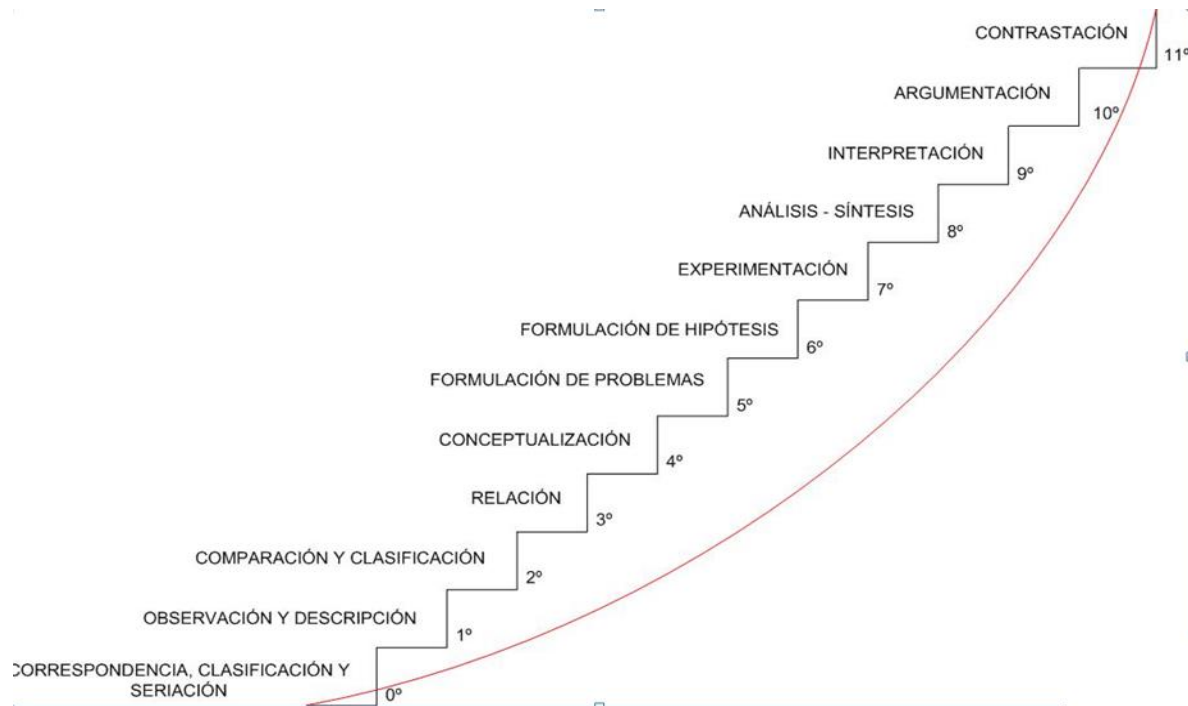 CONTRASTACIÓN
11º
ARGUMENTACIÓN
10º
INTERPRETACIÓN
9º
ANÁLISIS - SÍNTESIS
8º
EXPERIMENTACIÓN
7º
FORMULACIÓN DE HIPÓTESIS
6º
FORMULACIÓN DE PROBLEMAS
5º
CONCEPTUALIZACIÓN
4º
RELACIÓN
3º
COMPARACIÓN Y CLASIFICACIÓN
2º
OBSERVACIÓN Y DESCRIPCIÓN
1º
CORRESPONDENCIA, CLASIFICACIÓN Y
SERIACIÓN
0º